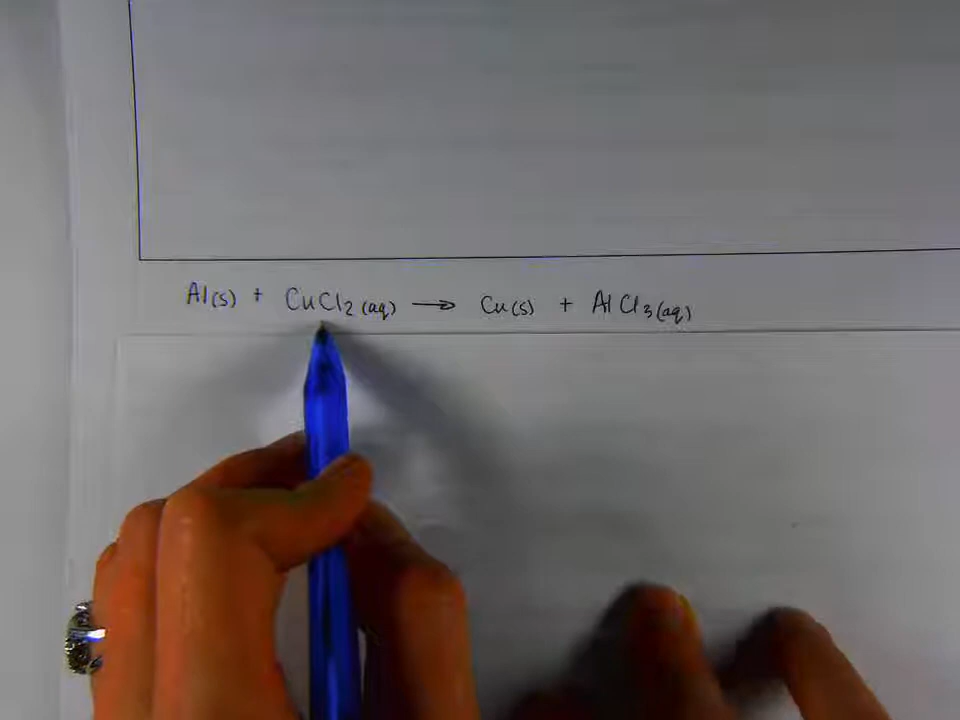 Al(s) + CuCl₂(aq) ⟶ Cu(s) + AlCl₃(aq)